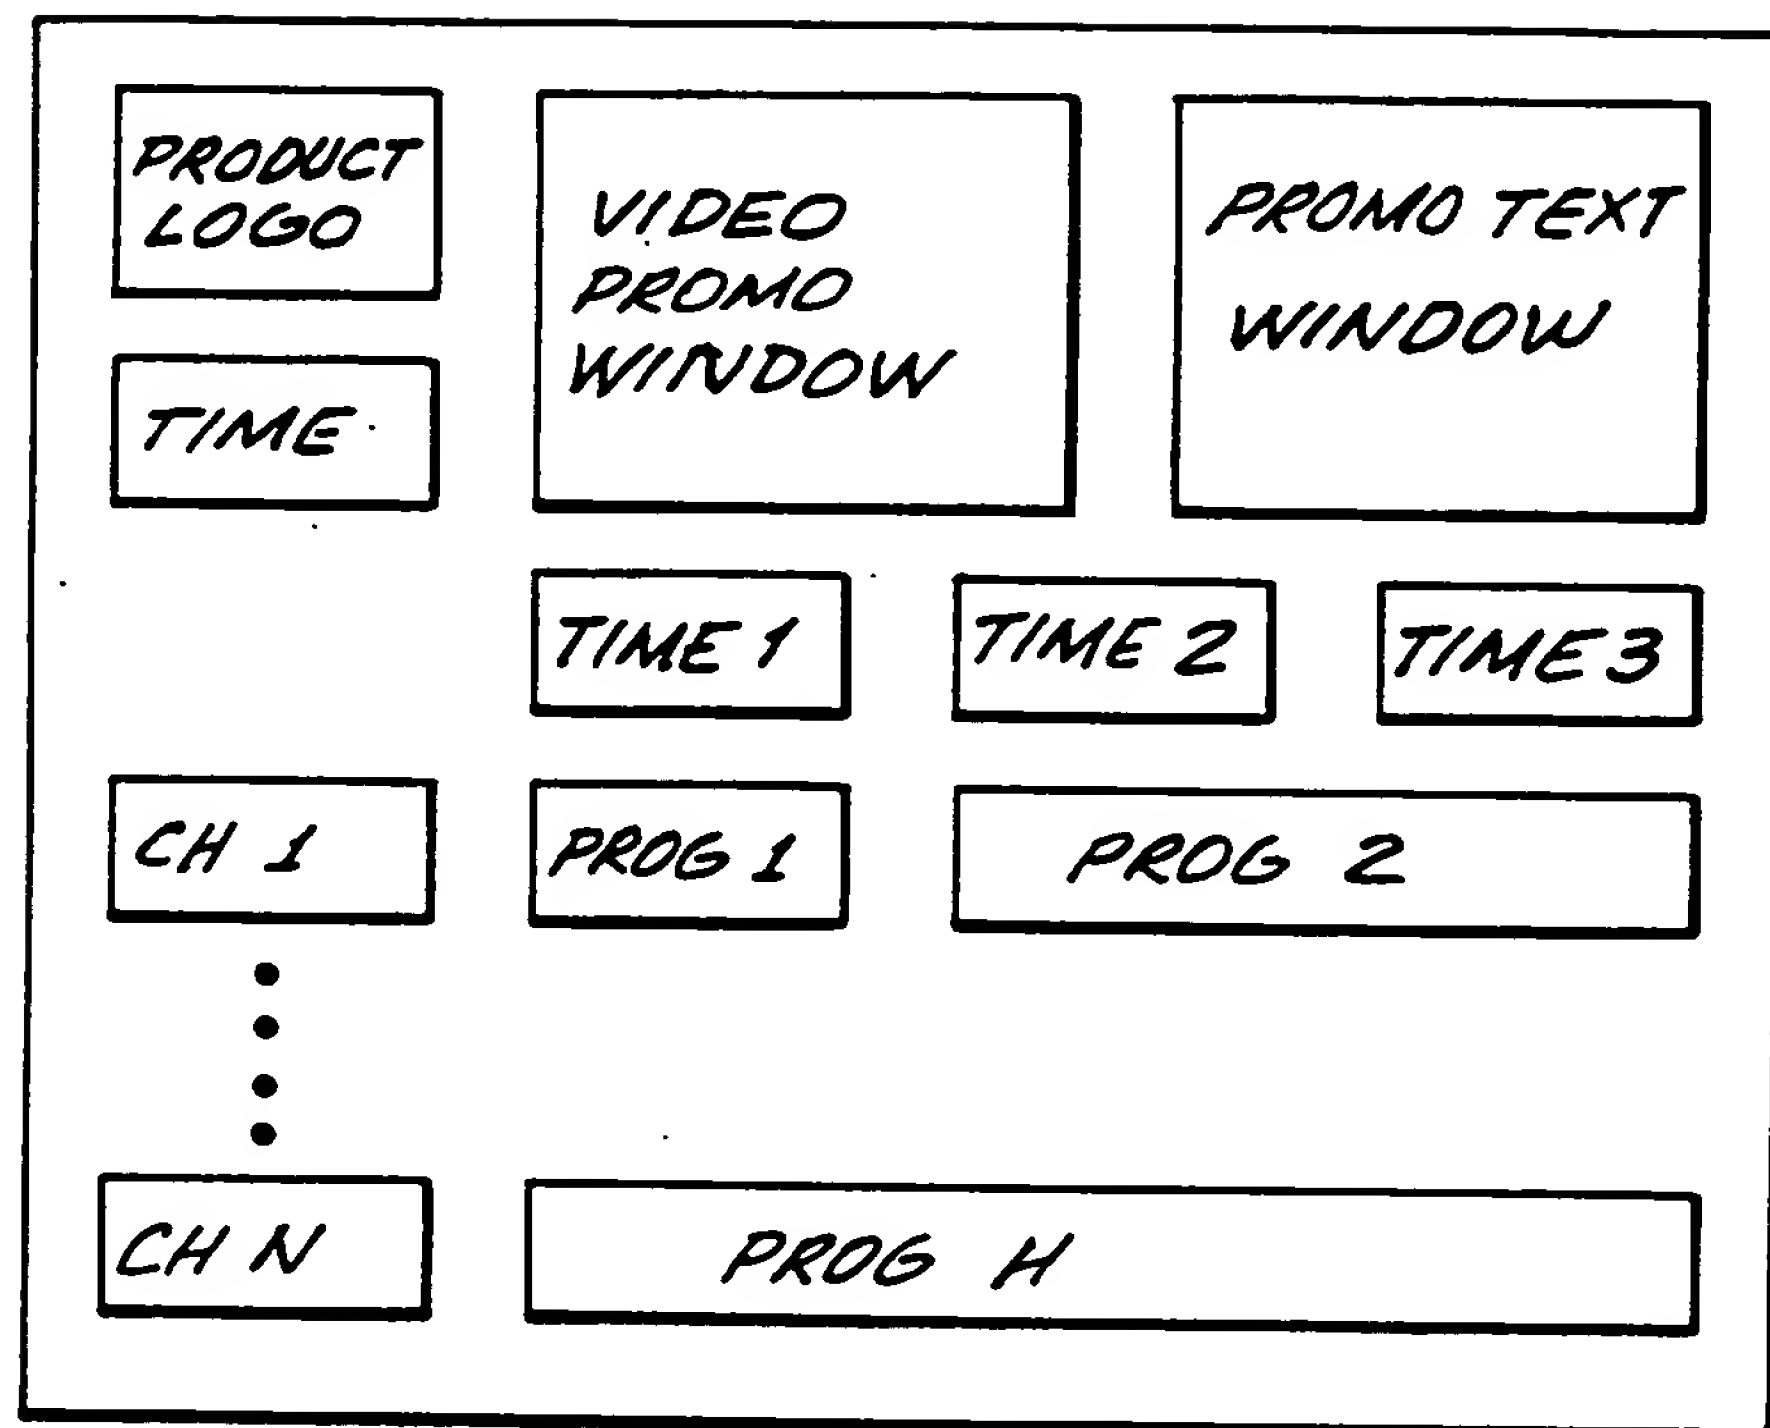 PRODUCT
LOGO
VIDEO
PROMO
WINDOW
PROMO TEXT
WINDOW
TIME
TIME 1
TIME 2
TIME 3
CH 1
PROG 1
PROG 2
CH N
PROG H